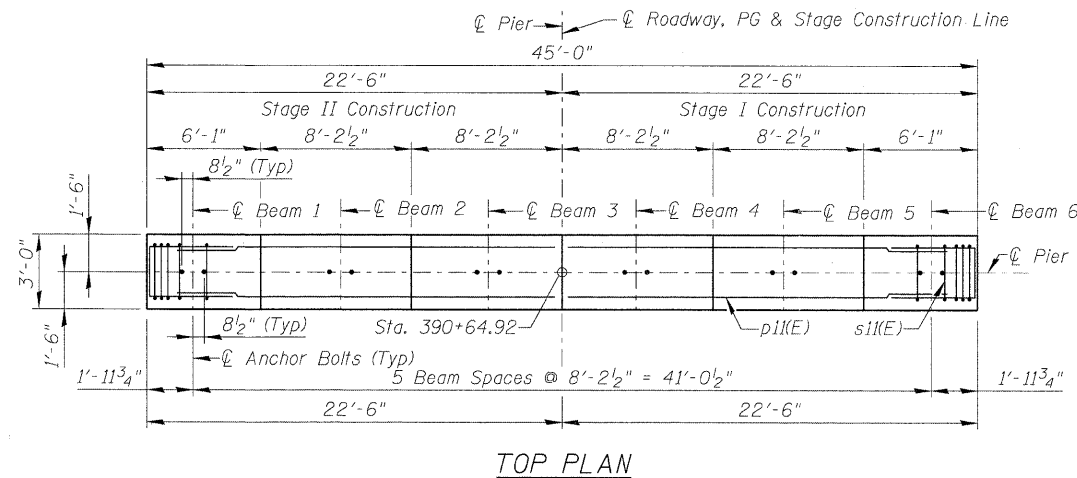 ℄ Pier
℄ Roadway, PG & Stage Construction Line
45'-0"
22'-6" 22'-6"
Stage II Construction Stage I Construction
6'-1" 8'-2½" 8'-2½" 8'-2½" 8'-2½" 6'-1"
8½" (Typ)
1'-6"
℄ Beam 1 ℄ Beam 2 ℄ Beam 3 ℄ Beam 4 ℄ Beam 5 ℄ Beam 6
3'-0"
℄ Pier
1'-6"
8½" (Typ) Sta. 390+64.92 p11(E) s11(E)
℄ Anchor Bolts (Typ)
1'-11¾" 5 Beam Spaces @ 8'-2½" = 41'-0½" 1'-11¾"
22'-6" 22'-6"
TOP PLAN